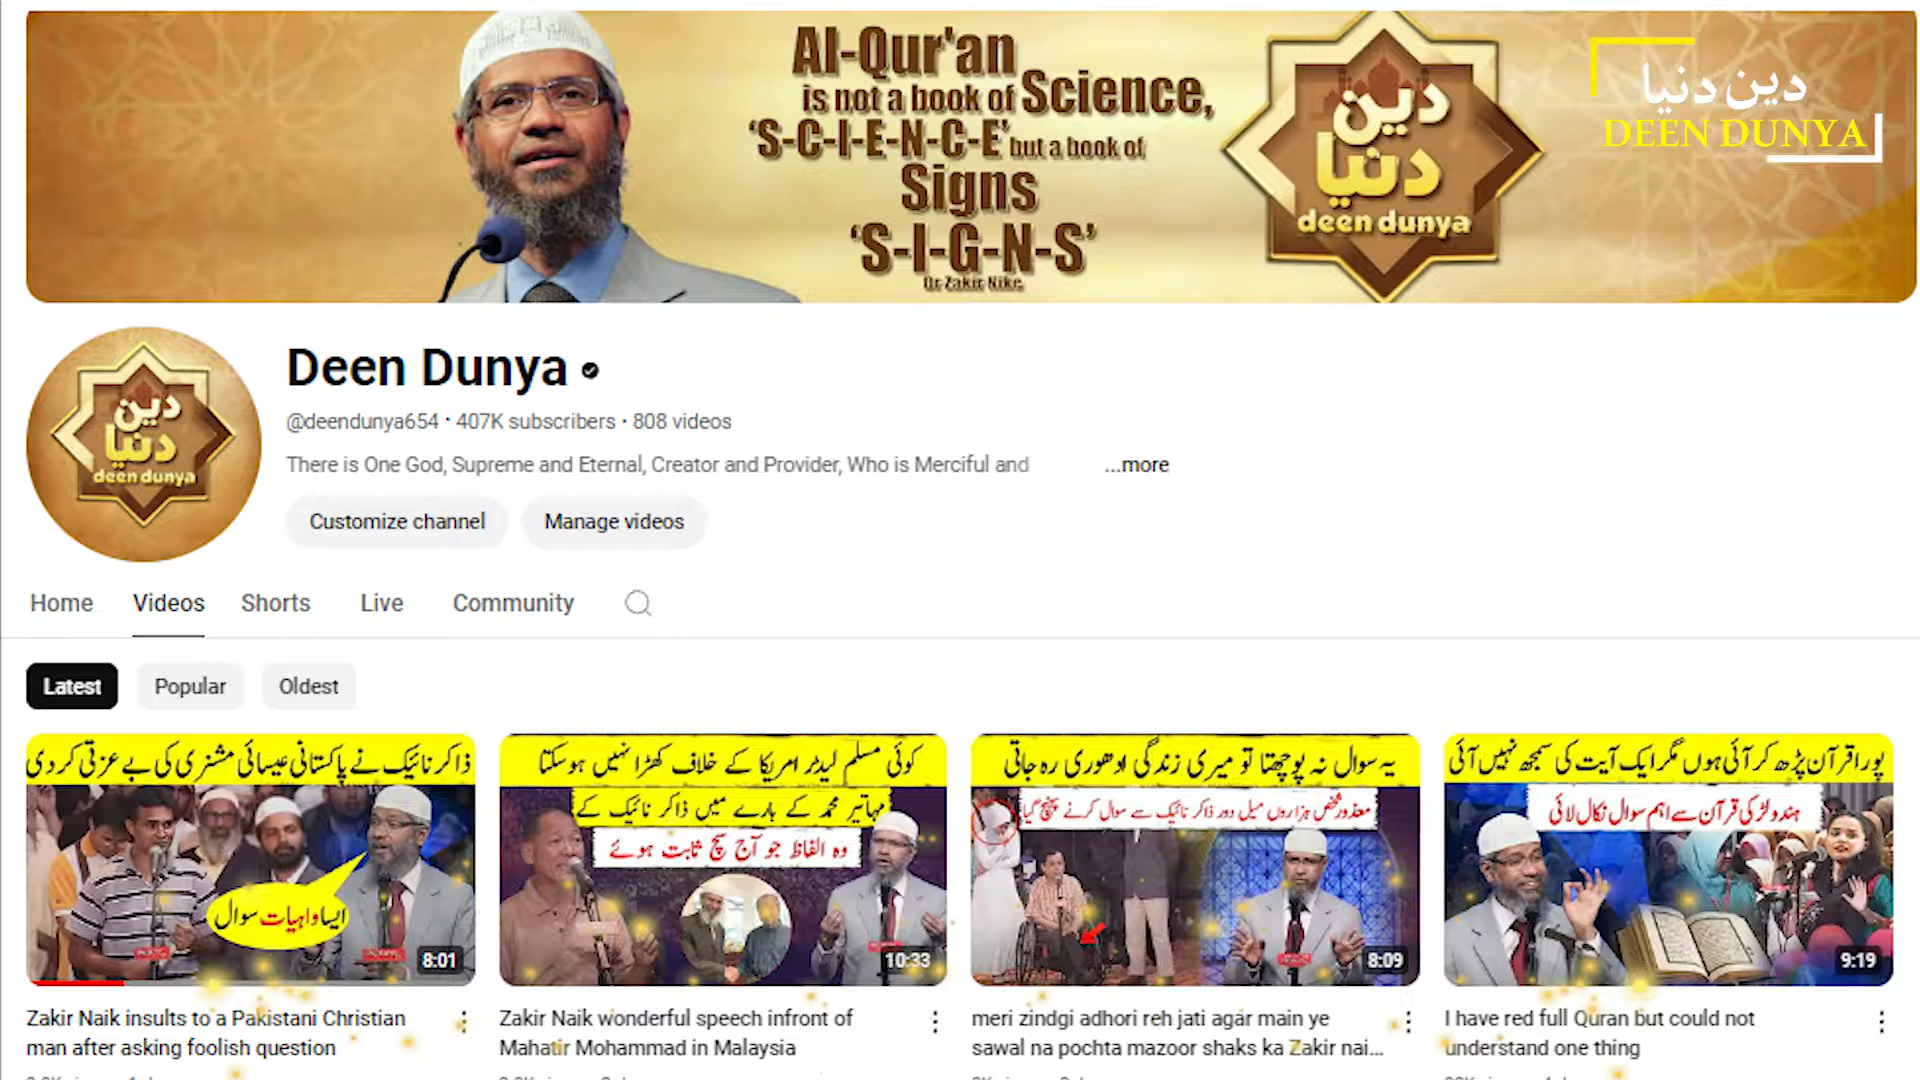 Al-Qur'an
is not a book of Science,
'S-C-I-E-N-C-E' but a book of
Signs
'S-I-G-N-S'
Dr Zakir Nike.
دین
دنیا
deen dunya
دین دنیا
DEEN DUNYA
دین
دنیا
deen dunya
Deen Dunya
@deendunya654 • 407K subscribers • 808 videos
There is One God, Supreme and Eternal, Creator and Provider, Who is Merciful and ...more
Customize channel Manage videos
Home Videos Shorts Live Community
Latest Popular Oldest
ذاکر نائیک نے پاکستانی عیسائی مشنری کی بے عزتی کر دی
ایسا واہیات سوال
8:01
Zakir Naik insults to a Pakistani Christian
man after asking foolish question
کوئی مسلم لیڈر امریکا کے خلاف کھڑا نہیں ہوسکتا
مہاتیر محمد کے بارے میں ذاکر نائیک کے
وہ الفاظ جو آج سچ ثابت ہوئے
10:33
Zakir Naik wonderful speech infront of
Mahatir Mohammad in Malaysia
یہ سوال نہ پوچھتا تو میری زندگی ادھوری رہ جاتی
معذور شخص ہزاروں میل دور ذاکر نائیک سے سوال کرنے پہنچ گیا
8:09
meri zindgi adhori reh jati agar main ye
sawal na pochta mazoor shaks ka Zakir nai...
پورا قرآن پڑھ کر آئی ہوں مگر ایک آیت کی سمجھ نہیں آئی
ہندو لڑکی قرآن سے اہم سوال نکال لائی
9:19
I have red full Quran but could not
understand one thing